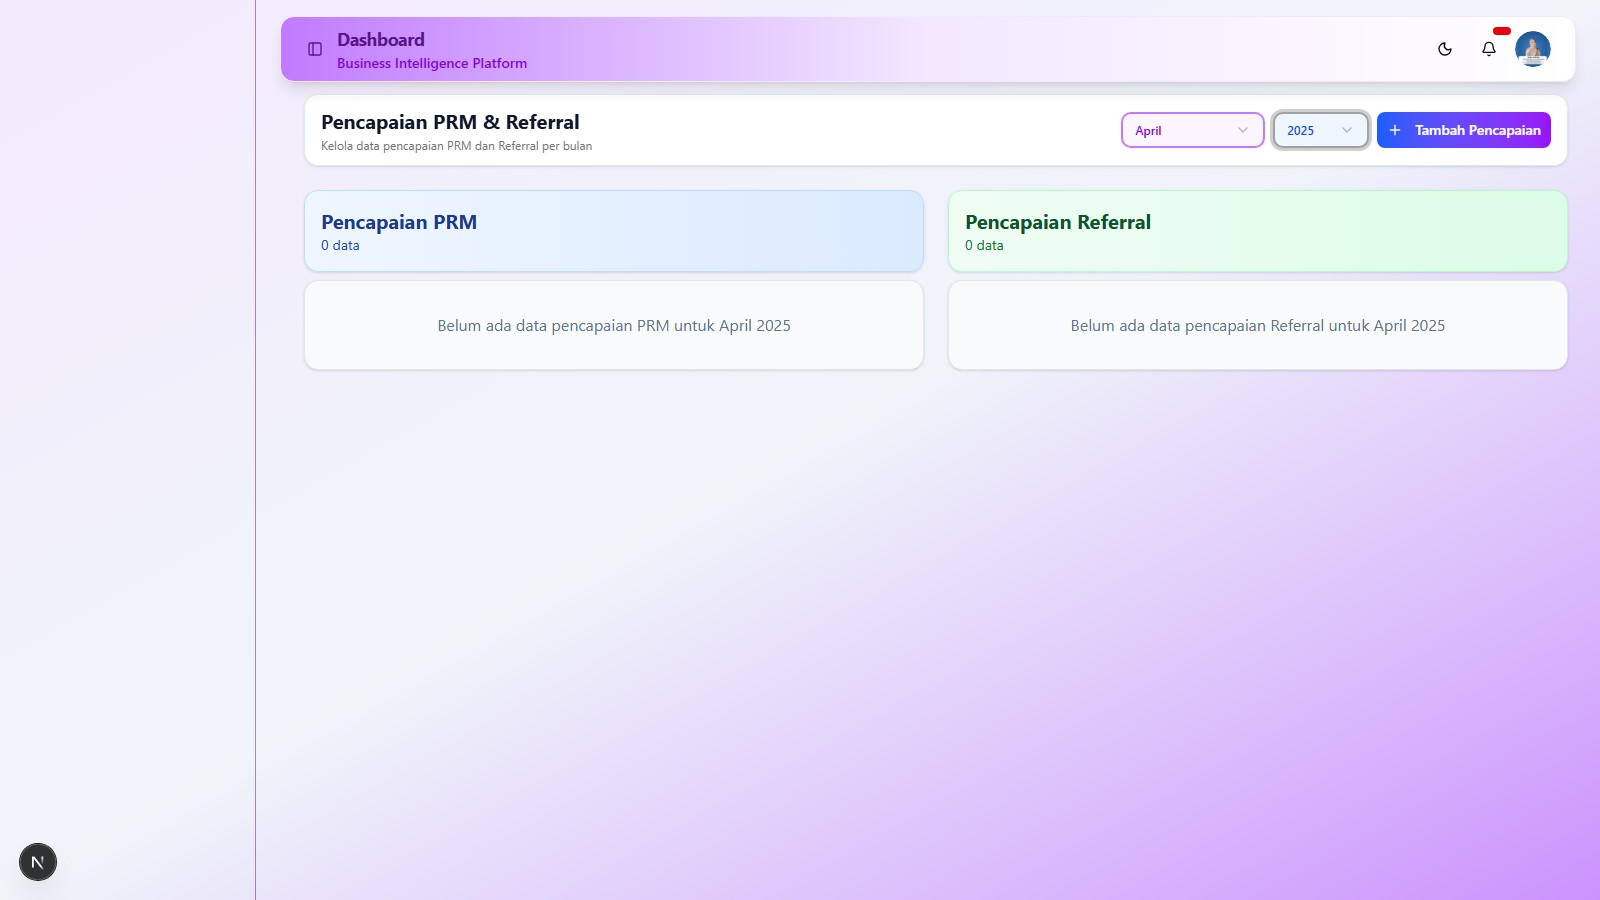 Dashboard
Business Intelligence Platform
Pencapaian PRM & Referral
Kelola data pencapaian PRM dan Referral per bulan
April
2025
Tambah Pencapaian
Pencapaian PRM
0 data
Pencapaian Referral
0 data
Belum ada data pencapaian PRM untuk April 2025
Belum ada data pencapaian Referral untuk April 2025
N